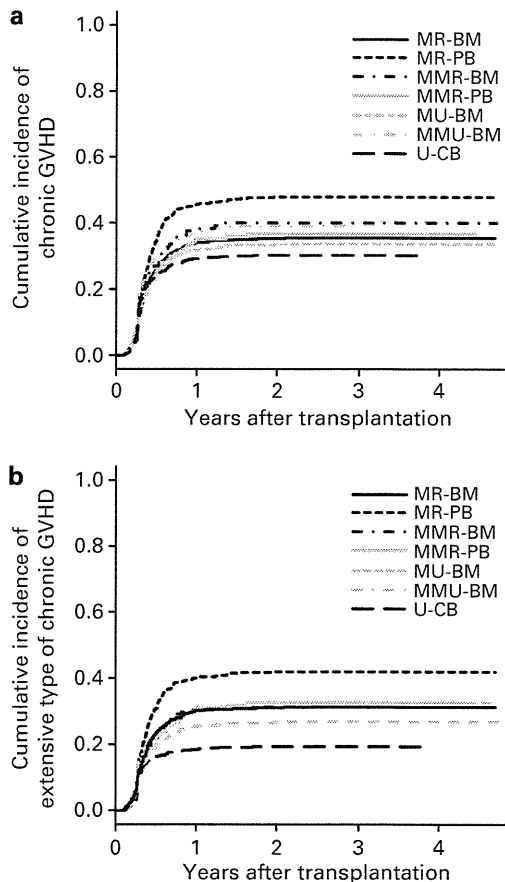 a
1.0
0.8
0.6
0.4
0.2
0.0
Cumulative incidence of
chronic GVHD
MR-BM
MR-PB
MMR-BM
MMR-PB
MU-BM
MMU-BM
U-CB
0 1 2 3 4
Years after transplantation
b
1.0
0.8
0.6
0.4
0.2
0.0
Cumulative incidence of
extensive type of chronic GVHD
MR-BM
MR-PB
MMR-BM
MMR-PB
MU-BM
MMU-BM
U-CB
0 1 2 3 4
Years after transplantation